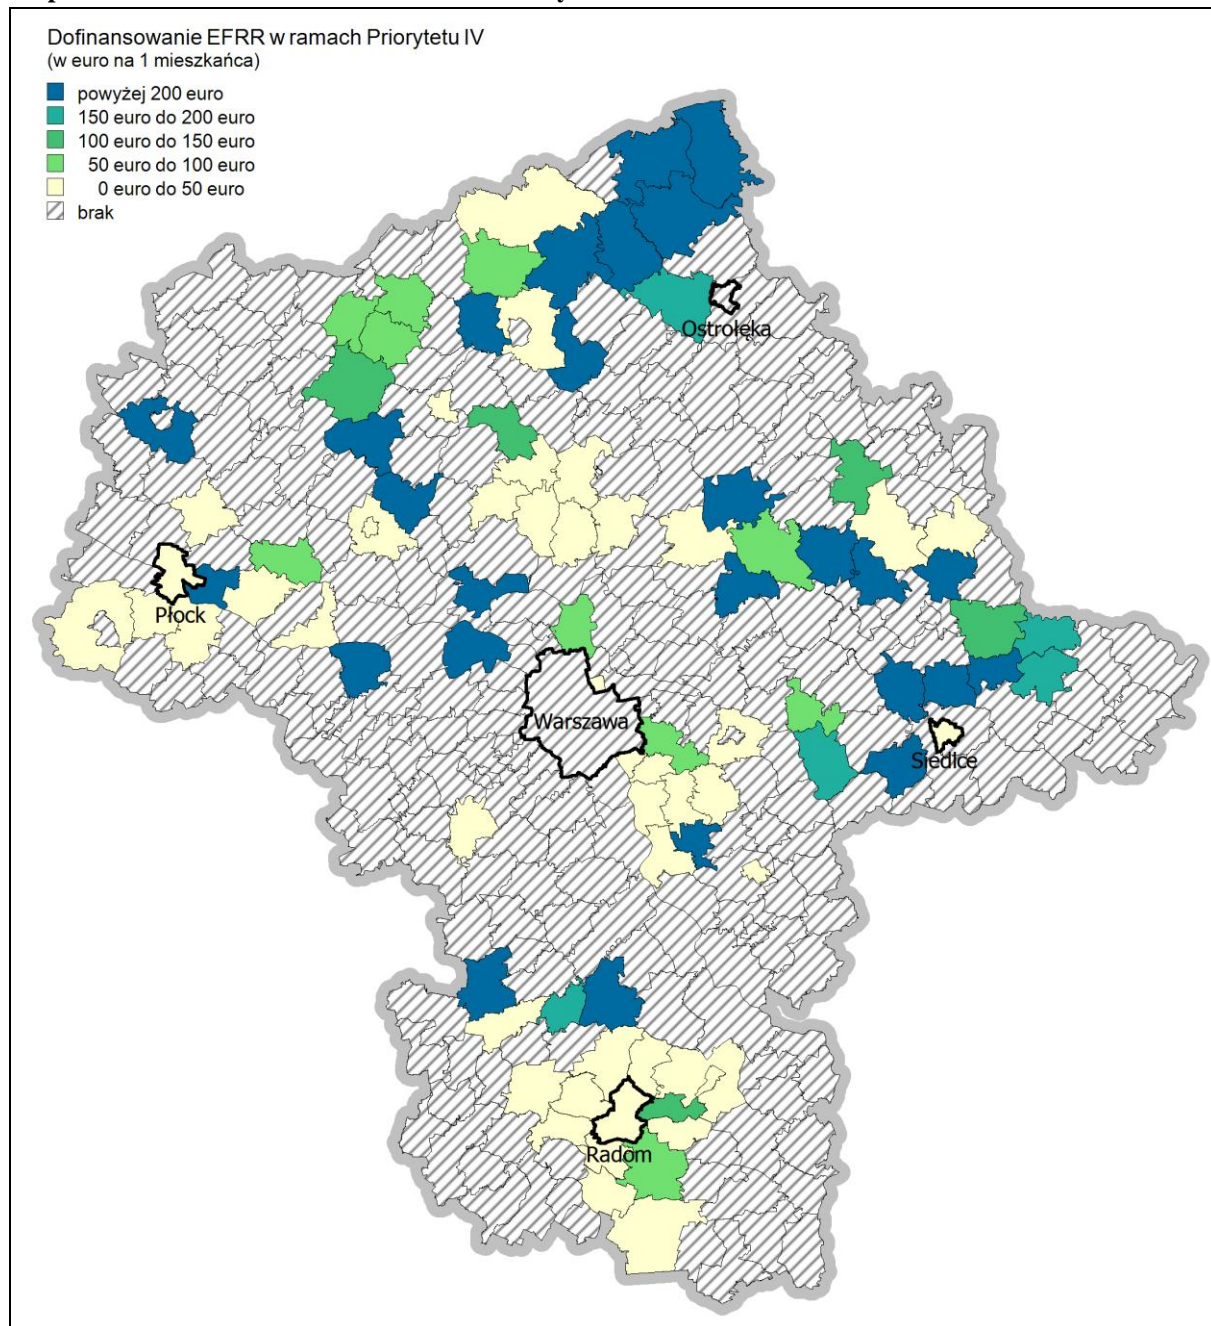 Dofinansowanie EFRR w ramach Priorytetu IV
(w euro na 1 mieszkańca)
powyżej 200 euro
150 euro do 200 euro
100 euro do 150 euro
50 euro do 100 euro
0 euro do 50 euro
brak
Ostrołęka
Płock
Warszawa
Siedlce
Radom